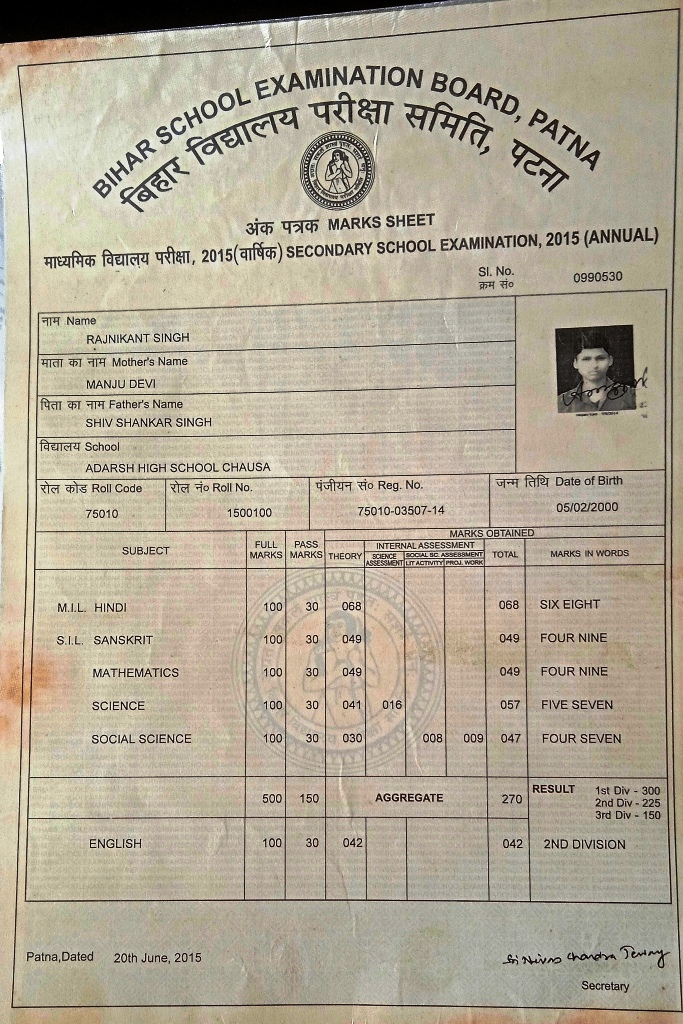 BIHAR SCHOOL EXAMINATION BOARD, PATNA
बिहार विद्यालय परीक्षा समिति, पटना
अंक पत्रक MARKS SHEET
माध्यमिक विद्यालय परीक्षा, 2015(वार्षिक) SECONDARY SCHOOL EXAMINATION, 2015 (ANNUAL)
Sl. No.
क्रम सं० 0990530
नाम Name
RAJNIKANT SINGH
माता का नाम Mother's Name
MANJU DEVI
पिता का नाम Father's Name
SHIV SHANKAR SINGH
विद्यालय School
ADARSH HIGH SCHOOL CHAUSA
रोल कोड Roll Code रोल नं० Roll No. पंजीयन सं० Reg. No. जन्म तिथि Date of Birth
75010 1500100 75010-03507-14 05/02/2000
SUBJECT FULL MARKS PASS MARKS MARKS OBTAINED
THEORY INTERNAL ASSESSMENT TOTAL MARKS IN WORDS
SCIENCE ASSESSMENT SOCIAL SC. ASSESSMENT
LIT ACTIVITY PROJ. WORK
M.I.L. HINDI 100 30 068 068 SIX EIGHT
S.I.L. SANSKRIT 100 30 049 049 FOUR NINE
MATHEMATICS 100 30 049 049 FOUR NINE
SCIENCE 100 30 041 016 057 FIVE SEVEN
SOCIAL SCIENCE 100 30 030 008 009 047 FOUR SEVEN
500 150 AGGREGATE 270 RESULT 1st Div - 300
2nd Div - 225
3rd Div - 150
ENGLISH 100 30 042 042 2ND DIVISION
Patna,Dated 20th June, 2015
Secretary